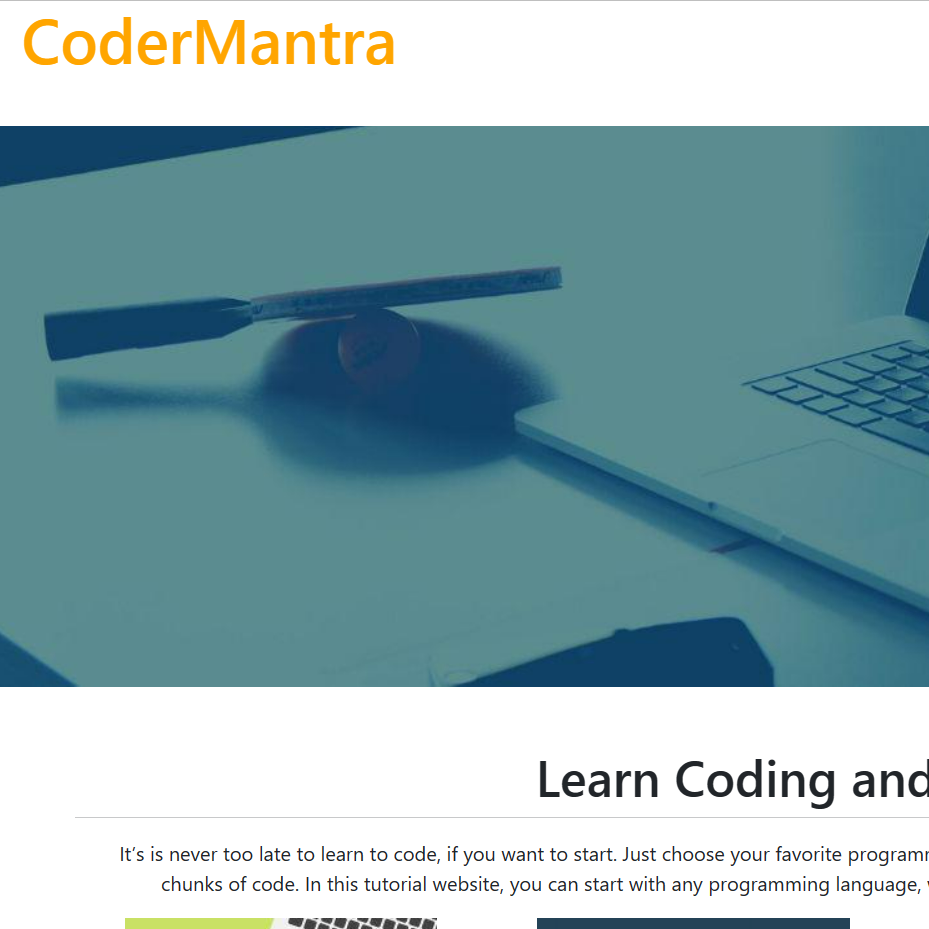 CoderMantra
Learn Coding and
It’s is never too late to learn to code, if you want to start. Just choose your favorite
chunks of code. In this tutorial website, you can start with any programming language,